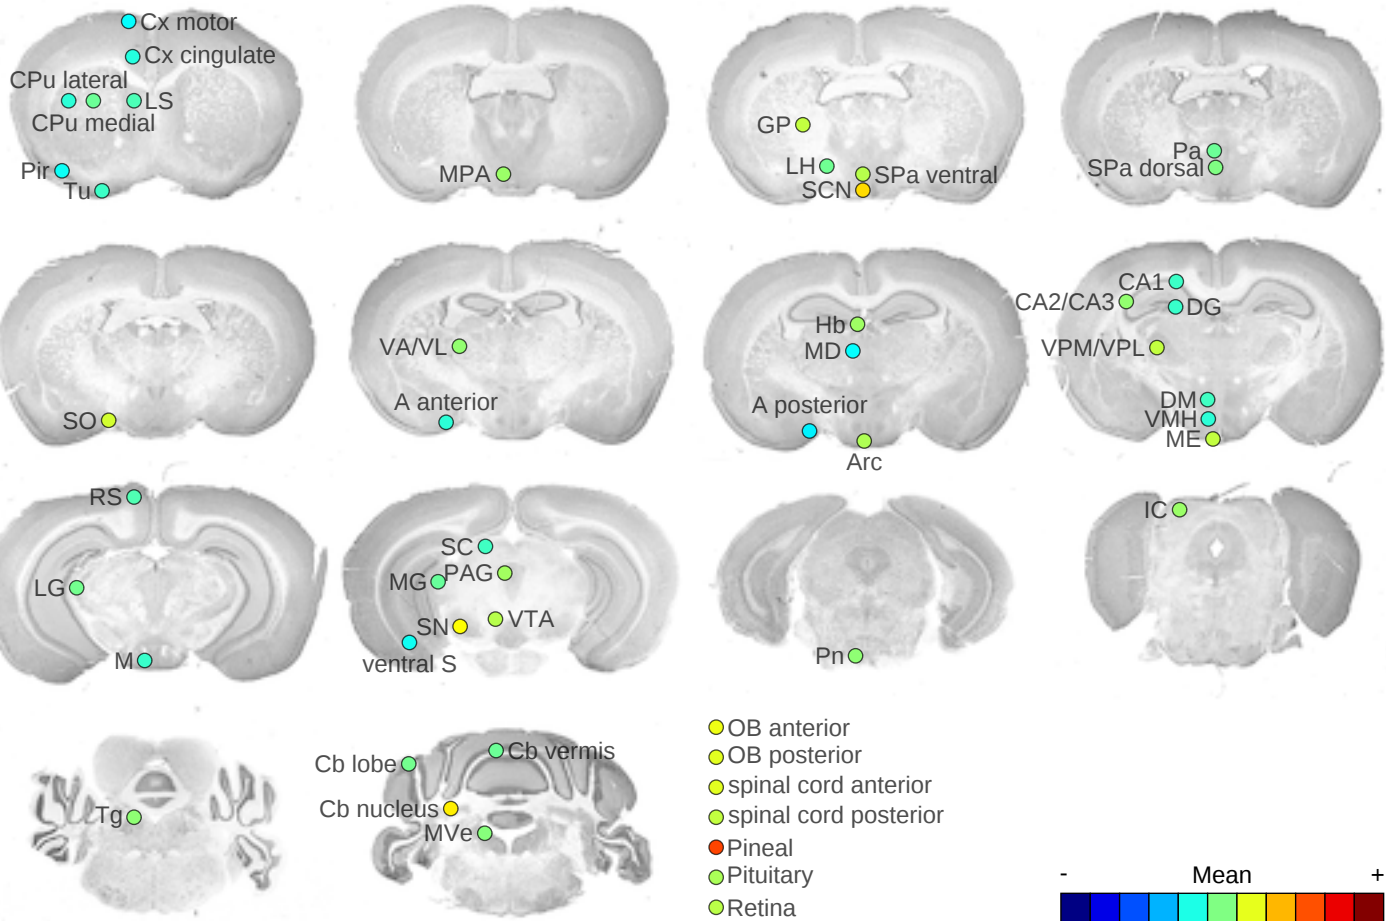 Cx motor
Cx cingulate
CPu lateral
LS
CPu medial
Pir
Tu
MPA
GP
LH
SPa ventral
SCN
Pa
SPa dorsal
SO
VA/VL
A anterior
Hb
MD
A posterior
Arc
CA1
CA2/CA3
DG
VPM/VPL
DM
VMH
ME
RS
LG
M
SC
MG
PAG
SN
VTA
ventral S
Pn
IC
Tg
Cb lobe
Cb vermis
Cb nucleus
MVe
OB anterior
OB posterior
spinal cord anterior
spinal cord posterior
Pineal
Pituitary
Retina
- Mean +